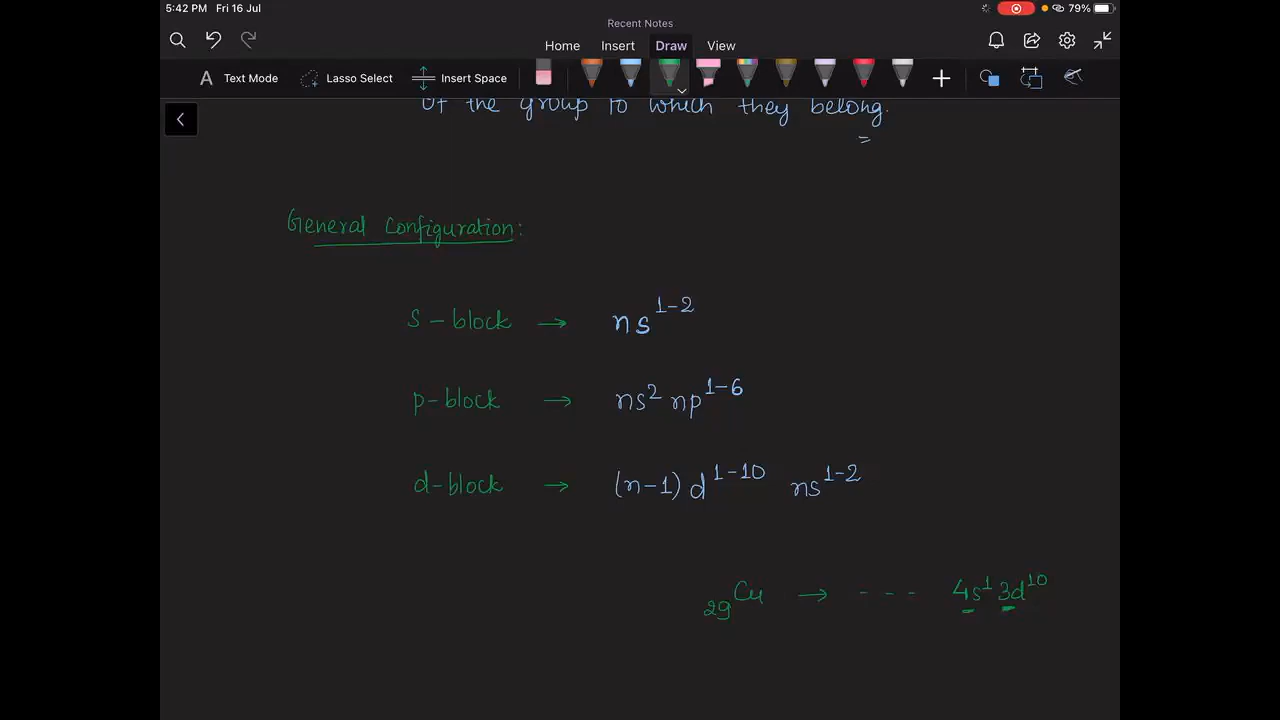 5:42 PM Fri 16 Jul
79%
Recent Notes
Home Insert Draw View
A Text Mode Lasso Select Insert Space
of the group to which they belong.
General Configuration:
s-block → ns¹⁻²
p-block → ns² np¹⁻⁶
d-block → (n-1) d¹⁻¹⁰ ns¹⁻²
₂₉Cu → - - - 4s¹ 3d¹⁰